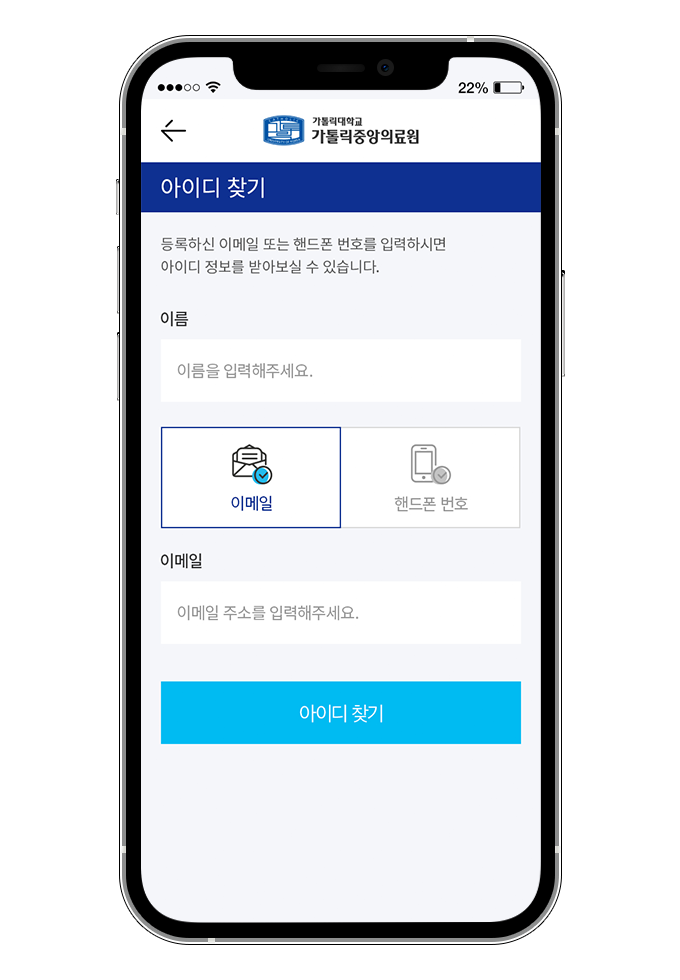 22%
가톨릭대학교
가톨릭중앙의료원
아이디 찾기
등록하신 이메일 또는 핸드폰 번호를 입력하시면
아이디 정보를 받아보실 수 있습니다.
이름
이름을 입력해주세요.
이메일
핸드폰 번호
이메일
이메일 주소를 입력해주세요.
아이디 찾기